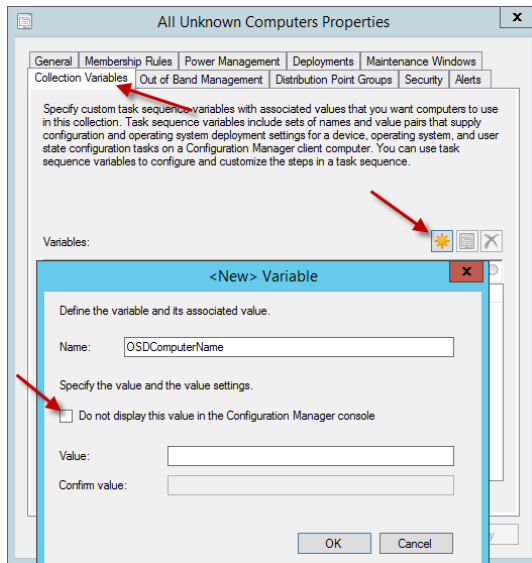 All Unknown Computers Properties
x
General Membership Rules Power Management Deployments Maintenance Windows
Collection Variables Out of Band Management Distribution Point Groups Security Alerts
Specify custom task sequence variables with associated values that you want computers to use
in this collection. Task sequence variables include sets of names and value pairs that supply
configuration and operating system deployment settings for a device, operating system, and user
state configuration tasks on a Configuration Manager client computer. You can use task
sequence variables to configure and customize the steps in a task sequence.
Variables:
<New> Variable
x
Define the variable and its associated value.
Name: OSDComputerName
Specify the value and the value settings.
Do not display this value in the Configuration Manager console
Value:
Confirm value:
OK Cancel